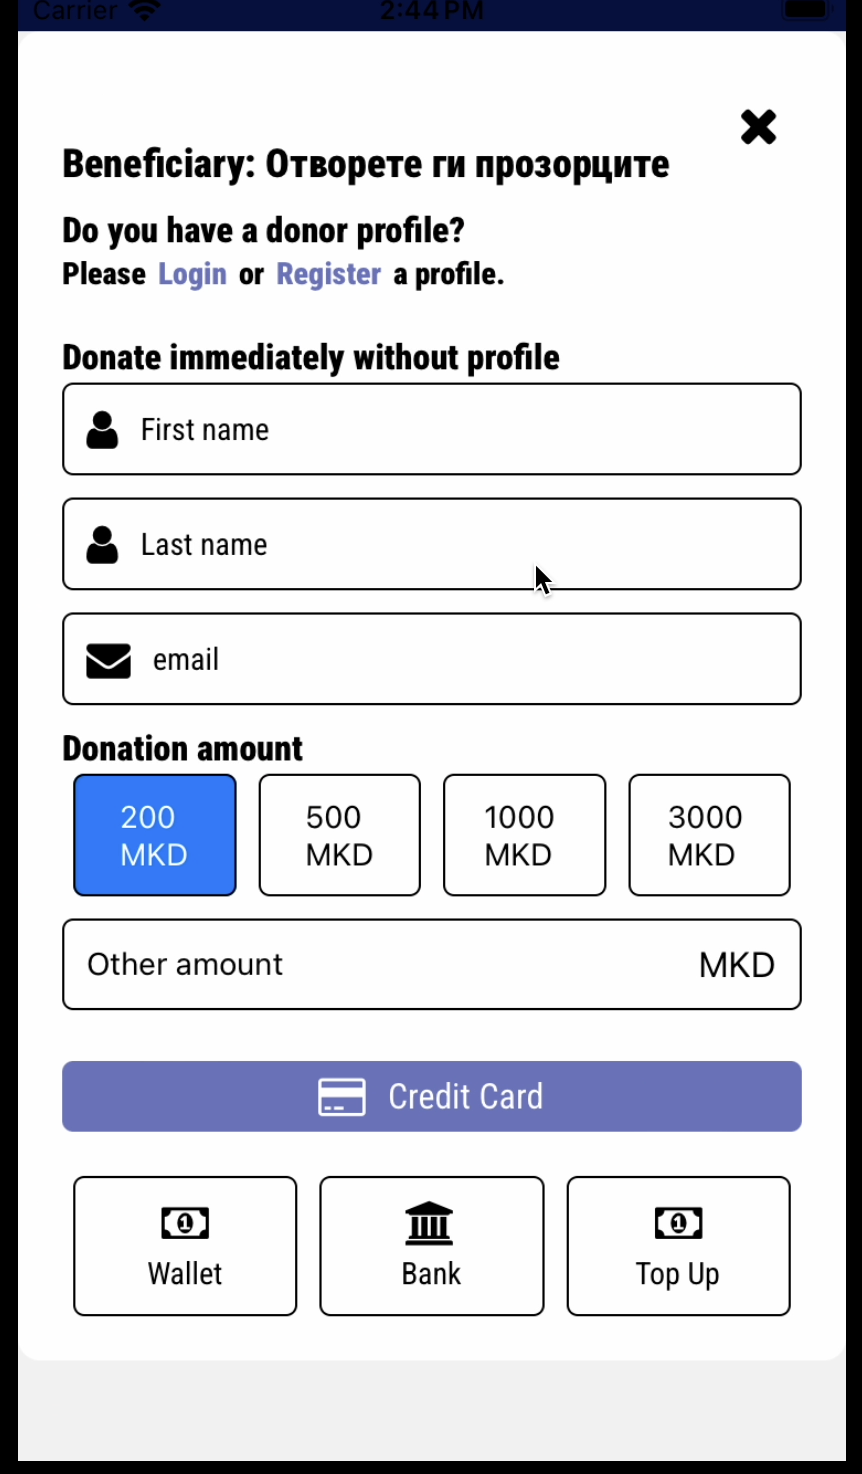 Carrier 2:44 PM
Beneficiary: Отворете ги прозорците
Do you have a donor profile?
Please Login or Register a profile.
Donate immediately without profile
First name
Last name
email
Donation amount
200 MKD
500 MKD
1000 MKD
3000 MKD
Other amount MKD
Credit Card
Wallet
Bank
Top Up